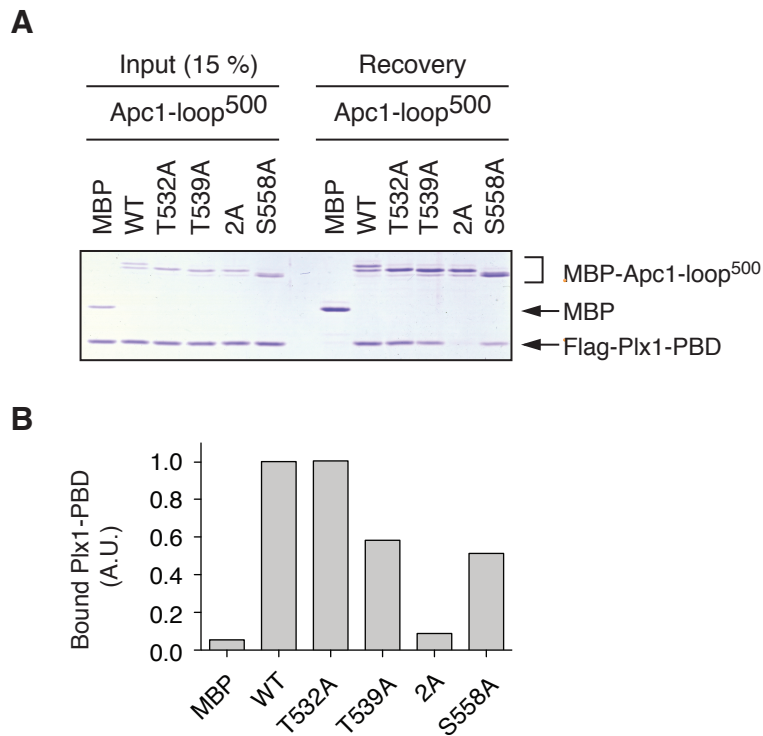 A
Input (15 %) Recovery
Apc1-loop500 Apc1-loop500
MBP WT T532A T539A 2A S558A MBP WT T532A T539A 2A S558A
MBP-Apc1-loop500
MBP
Flag-Plx1-PBD
B
Bound Plx1-PBD
(A.U.)
1.0
0.8
0.6
0.4
0.2
0.0
MBP WT T532A T539A 2A S558A